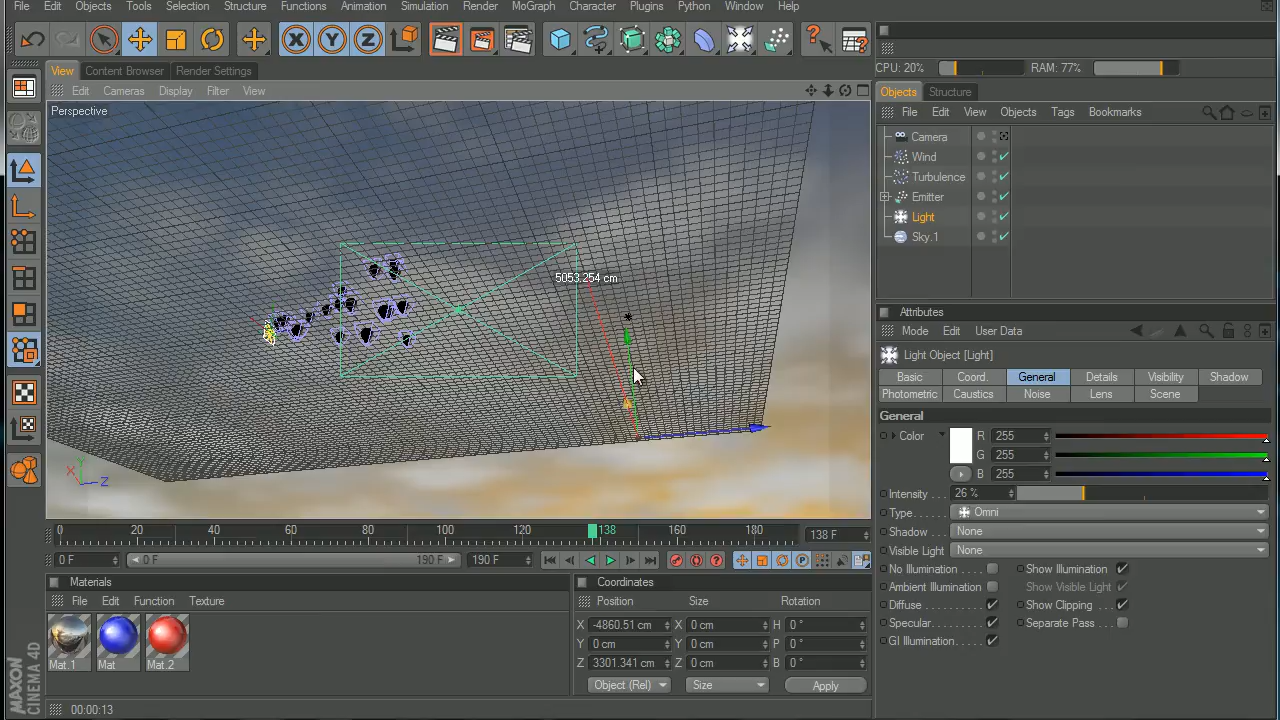 File Edit Objects Tools Selection Structure Functions Animation Simulation Render MoGraph Character Plugins Python Window Help
X Y Z
CPU: 20% RAM: 77%
View Content Browser Render Settings
Edit Cameras Display Filter View
Perspective
5053.254 cm
Y
X
Z
Objects Structure
File Edit View Objects Tags Bookmarks
Camera
Wind
Turbulence
Emitter
Light
Sky.1
Attributes
Mode Edit User Data
Light Object [Light]
Basic Coord. General Details Visibility Shadow
Photometric Caustics Noise Lens Scene
General
Color R 255
G 255
B 255
Intensity . . . 26 %
Type . . . . . . Omni
Shadow. . . . None
Visible Light . None
No Illumination . . . . Show Illumination
Ambient Illumination Show Visible Light
Diffuse . . . . . . . . . . Show Clipping . . .
Specular. . . . . . . . . Separate Pass . . .
GI Illumination . . . .
0 20 40 60 80 100 120 138 160 180 138 F
0 F 0 F 190 F 190 F
Materials
File Edit Function Texture
Mat.1 Mat Mat.2
Coordinates
Position Size Rotation
X -4860.51 cm X 0 cm H 0 °
Y 0 cm Y 0 cm P 0 °
Z 3301.341 cm Z 0 cm B 0 °
Object (Rel) Size Apply
MAXON
CINEMA 4D
00:00:13